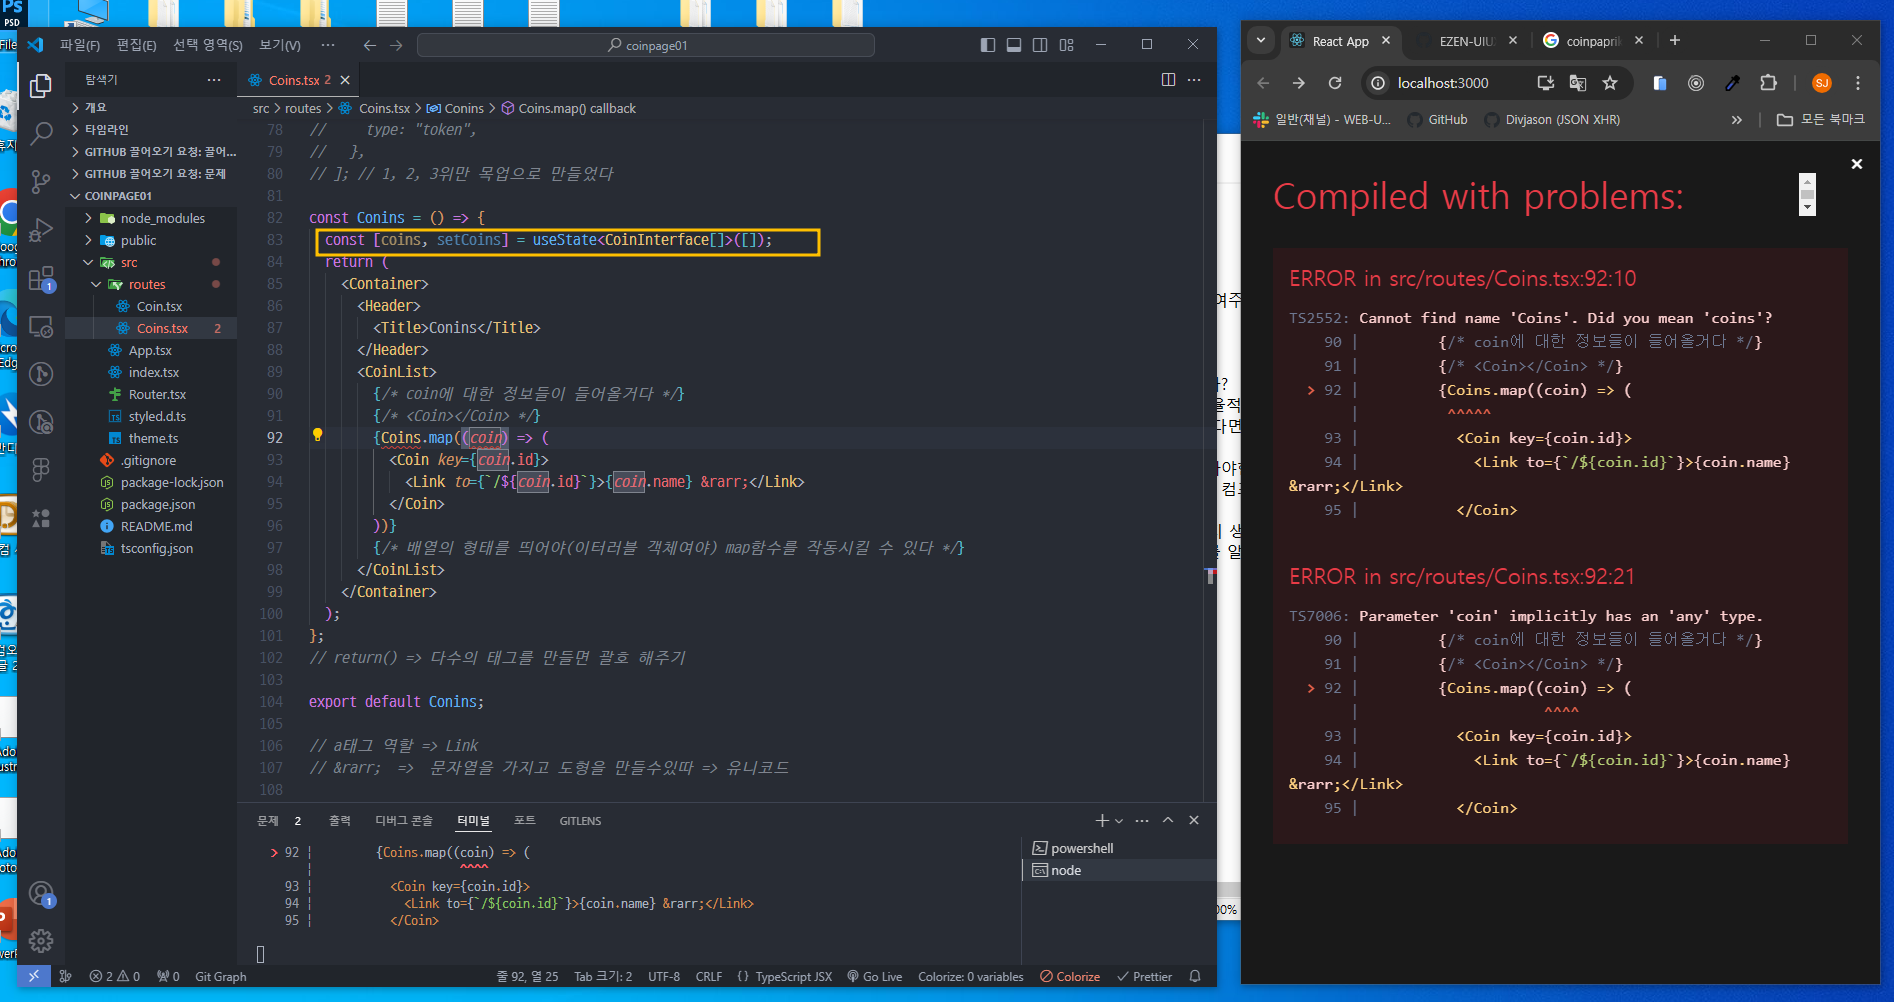 파일(F) 편집(E) 선택 영역(S) 보기(V) ··· coinpage01
탐색기 ···
개요
타임라인
GITHUB 끌어오기 요청: 끌어...
GITHUB 끌어오기 요청: 문제
COINPAGE01
node_modules
public
src
routes
Coin.tsx
Coins.tsx 2
App.tsx
index.tsx
Router.tsx
styled.d.ts
theme.ts
.gitignore
package-lock.json
package.json
README.md
tsconfig.json
Coins.tsx 2
src > routes > Coins.tsx > Conins > Coins.map() callback
78 // type: "token",
79 // },
80 // ]; // 1, 2, 3위만 목업으로 만들었다
81
82 const Conins = () => {
83 const [coins, setCoins] = useState<CoinInterface[]>([]);
84 return (
85 <Container>
86 <Header>
87 <Title>Conins</Title>
88 </Header>
89 <CoinList>
90 {/* coin에 대한 정보들이 들어올거다 */}
91 {/* <Coin></Coin> */}
92 {Coins.map((coin) => (
93 <Coin key={coin.id}>
94 <Link to={`/${coin.id}`}>{coin.name} &rarr;</Link>
95 </Coin>
96 ))}
97 {/* 배열의 형태를 띄어야(이터러블 객체여야) map함수를 작동시킬 수 있다 */}
98 </CoinList>
99 </Container>
100 );
101 };
102 // return() => 다수의 태그를 만들면 괄호 해주기
103
104 export default Conins;
105
106 // a태그 역할 => Link
107 // &rarr; => 문자열을 가지고 도형을 만들수있따 => 유니코드
108
문제 2 출력 디버그 콘솔 터미널 포트 GITLENS
> 92 | {Coins.map((coin) => (
| ^^^^
93 | <Coin key={coin.id}>
94 | <Link to={`/${coin.id}`}>{coin.name} &rarr;</Link>
95 | </Coin>
powershell
node
2 0 0 Git Graph 줄 92, 열 25 Tab 크기: 2 UTF-8 CRLF {} TypeScript JSX Go Live Colorize: 0 variables Colorize Prettier
React App EZEN-UIU coinpapri
localhost:3000 SJ
일반(채널) - WEB-U... GitHub Divjason (JSON XHR) » 모든 북마크
Compiled with problems:
ERROR in src/routes/Coins.tsx:92:10
TS2552: Cannot find name 'Coins'. Did you mean 'coins'?
90 | {/* coin에 대한 정보들이 들어올거다 */}
91 | {/* <Coin></Coin> */}
> 92 | {Coins.map((coin) => (
| ^^^^^
93 | <Coin key={coin.id}>
94 | <Link to={`/${coin.id}`}>{coin.name}
&rarr;</Link>
95 | </Coin>
ERROR in src/routes/Coins.tsx:92:21
TS7006: Parameter 'coin' implicitly has an 'any' type.
90 | {/* coin에 대한 정보들이 들어올거다 */}
91 | {/* <Coin></Coin> */}
> 92 | {Coins.map((coin) => (
| ^^^^
93 | <Coin key={coin.id}>
94 | <Link to={`/${coin.id}`}>{coin.name}
&rarr;</Link>
95 | </Coin>